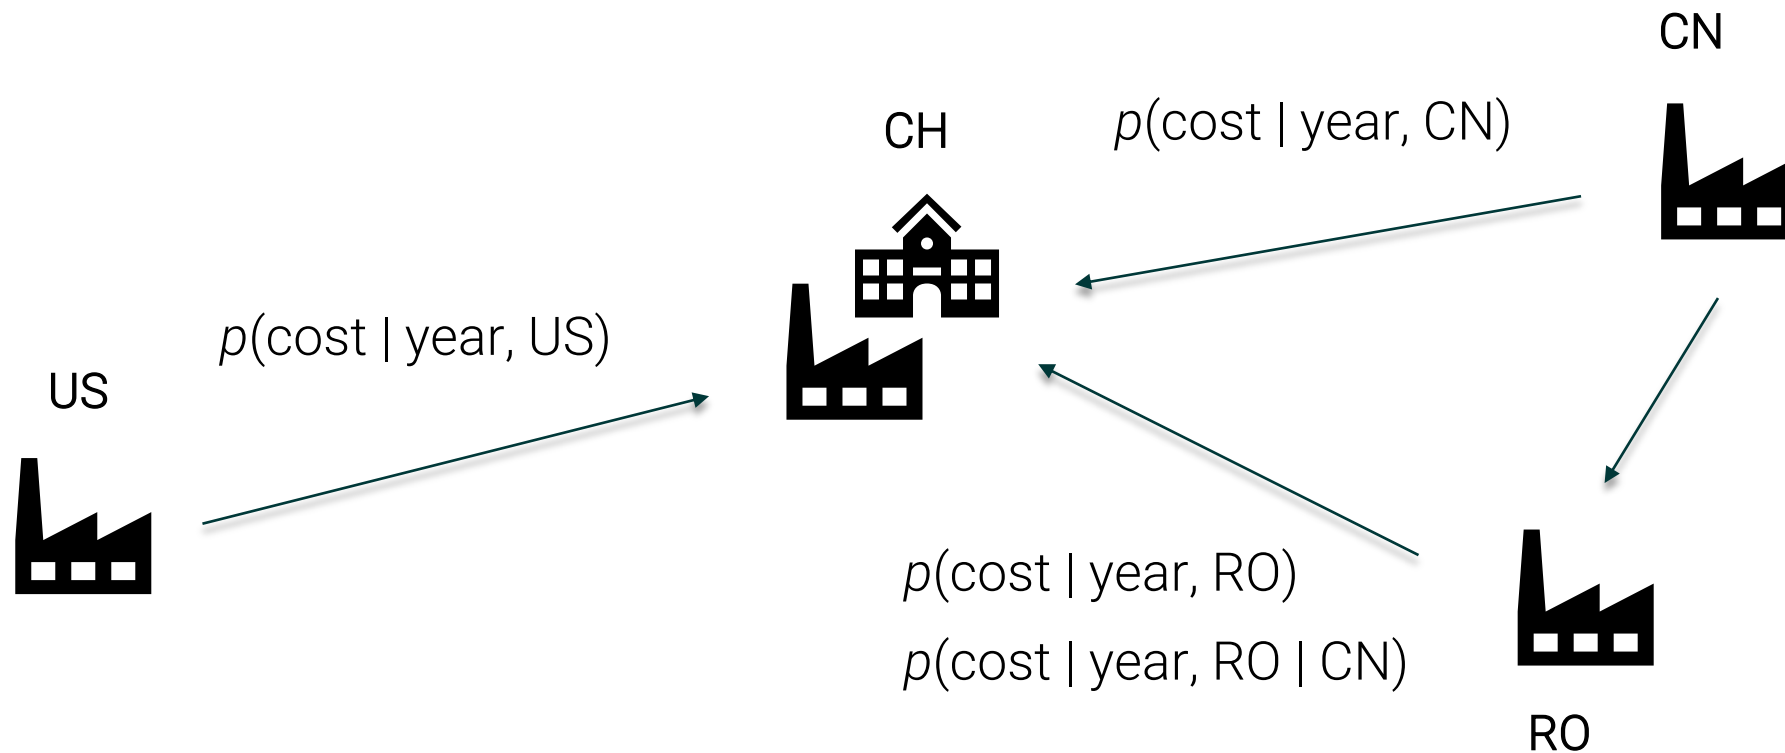 CN
CH
p(cost | year, CN)
p(cost | year, US)
US
p(cost | year, RO)
p(cost | year, RO | CN)
RO